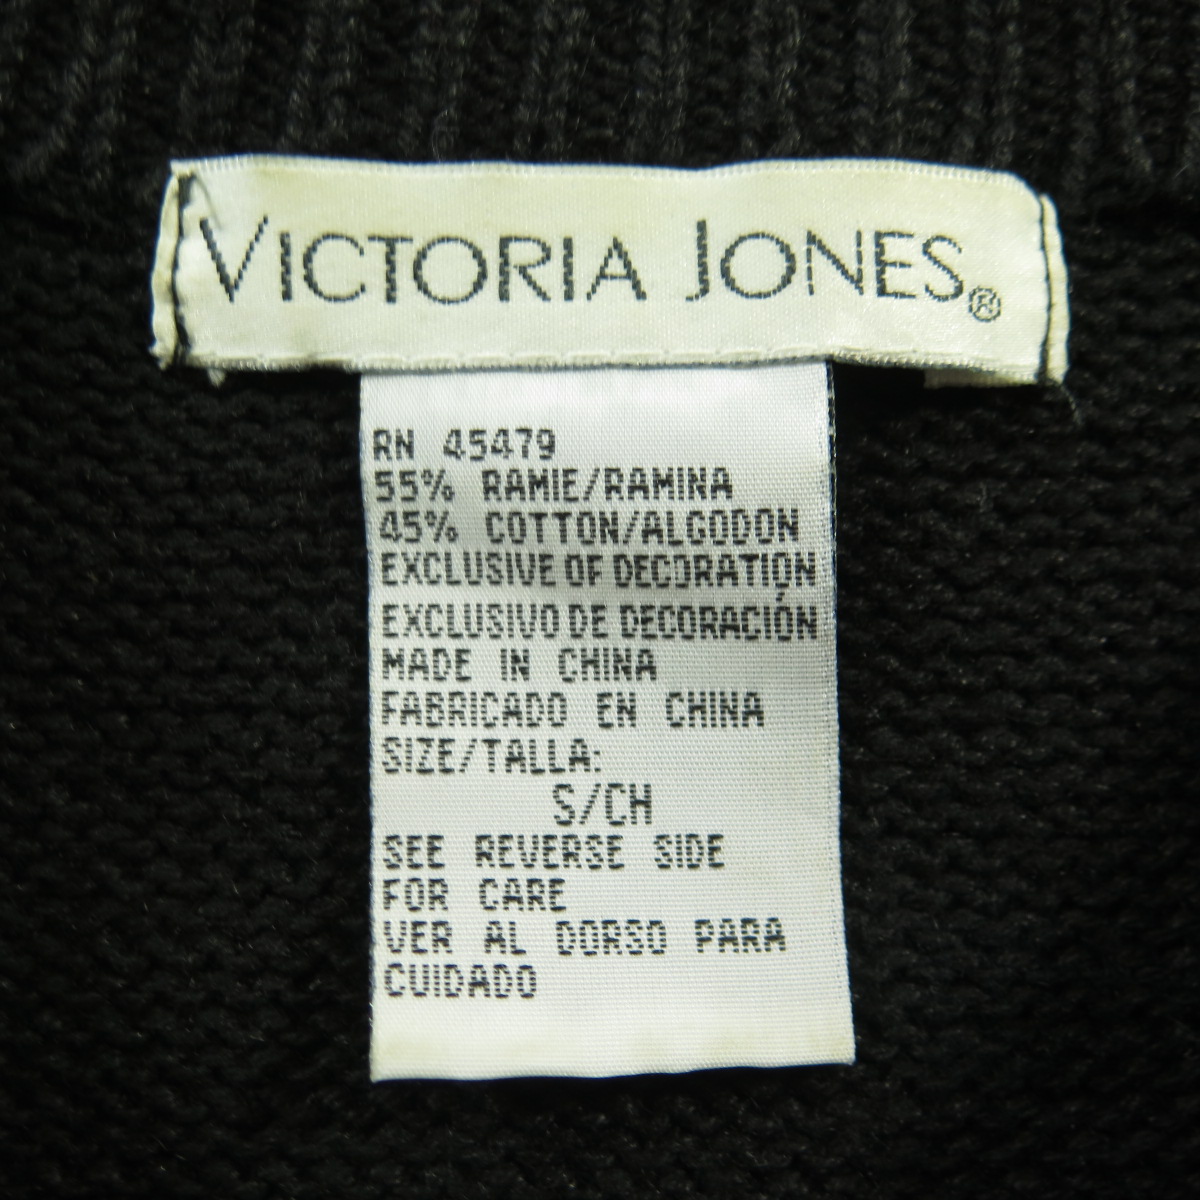 VICTORIA JONES®
RN 45479
55% RAMIE/RAMINA
45% COTTON/ALGODON
EXCLUSIVE OF DECORATION
EXCLUSIVO DE DECORACIÓN
MADE IN CHINA
FABRICADO EN CHINA
SIZE/TALLA:
S/CH
SEE REVERSE SIDE
FOR CARE
VER AL DORSO PARA
CUIDADO